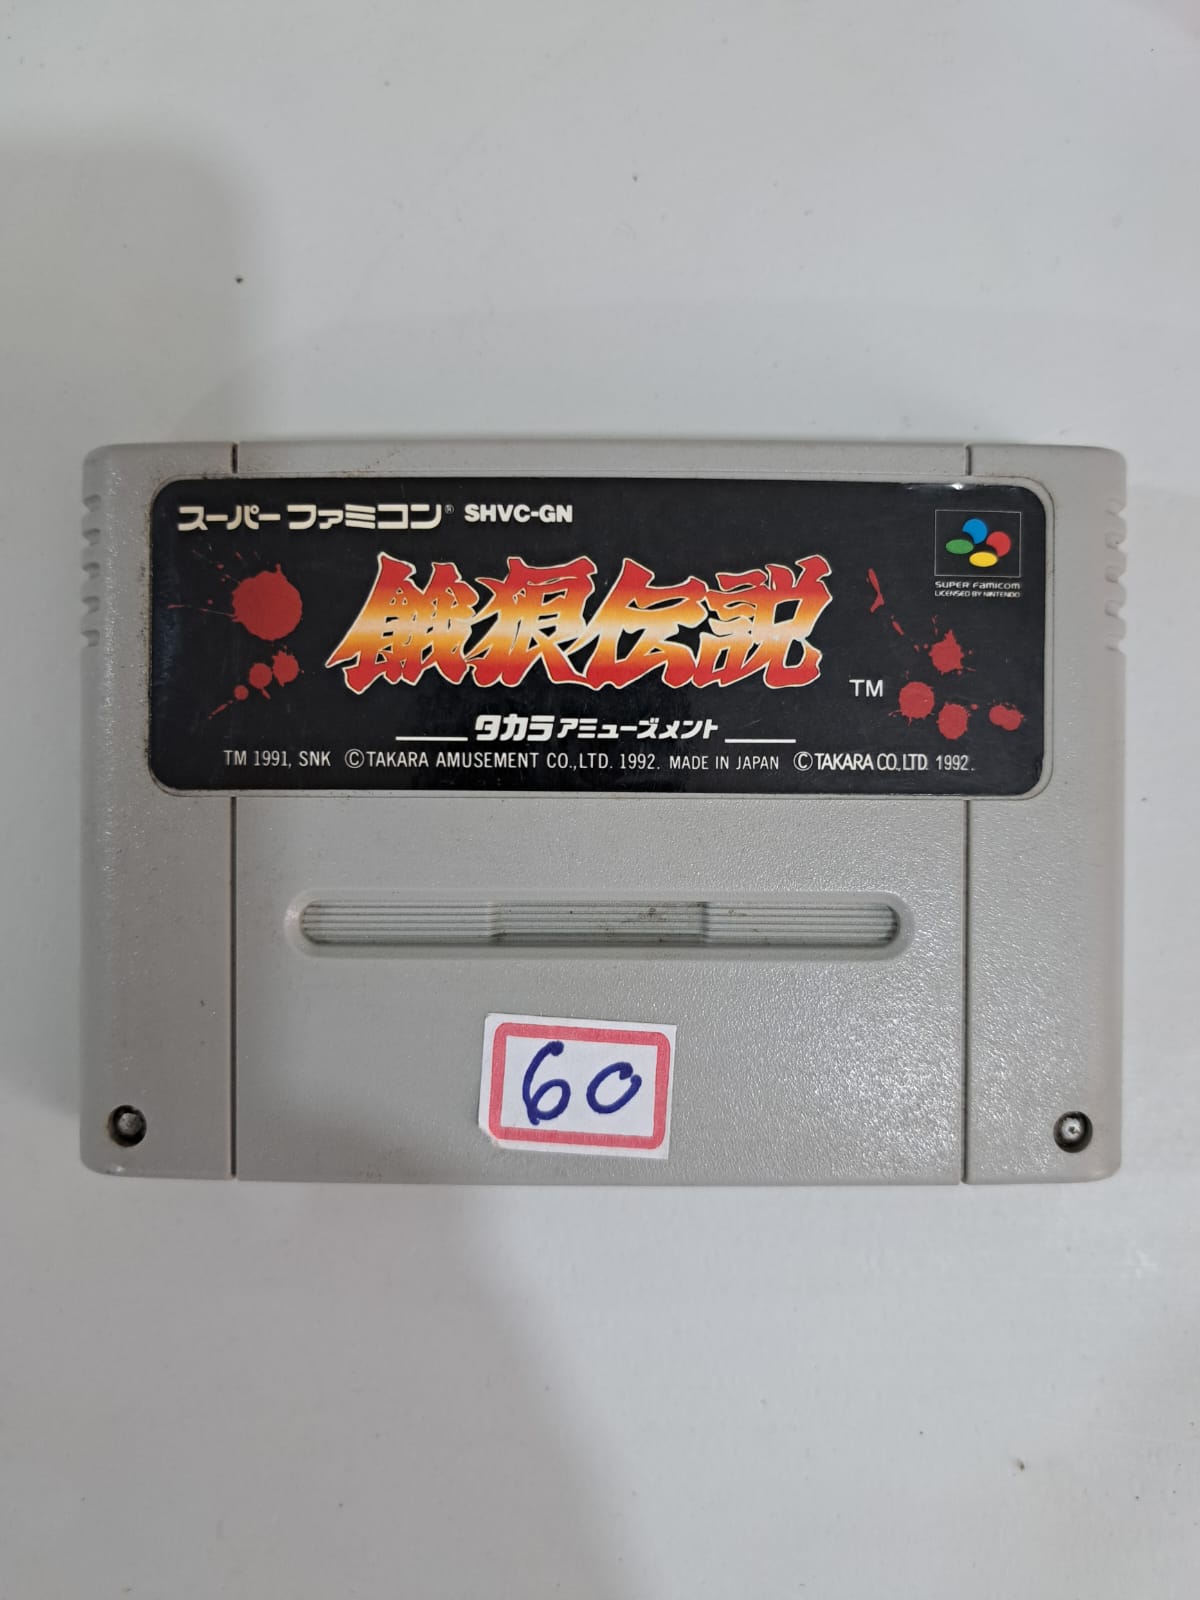 スーパーファミコン® SHVC-GN
SUPER Famicom
LICENSED BY NINTENDO
餓狼伝説
TM
タカラアミューズメント
TM 1991, SNK ©TAKARA AMUSEMENT CO.,LTD. 1992. MADE IN JAPAN ©TAKARA CO.,LTD. 1992.
60